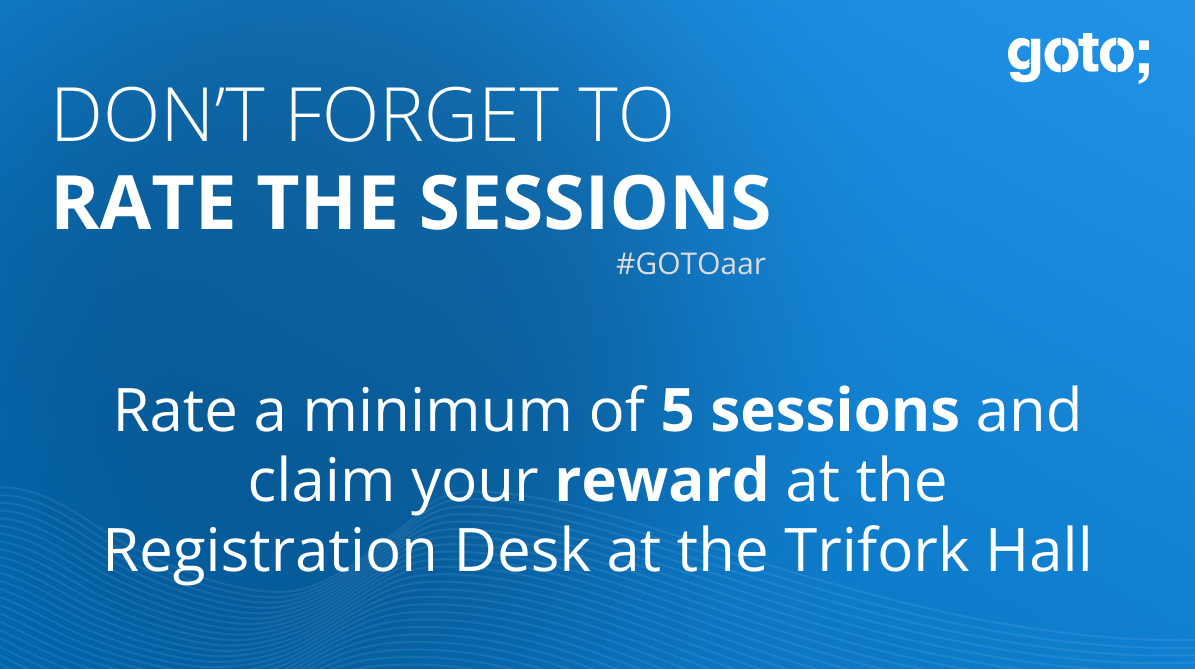 goto;
DON’T FORGET TO
RATE THE SESSIONS
#GOTOaar
Rate a minimum of 5 sessions and
claim your reward at the
Registration Desk at the Trifork Hall